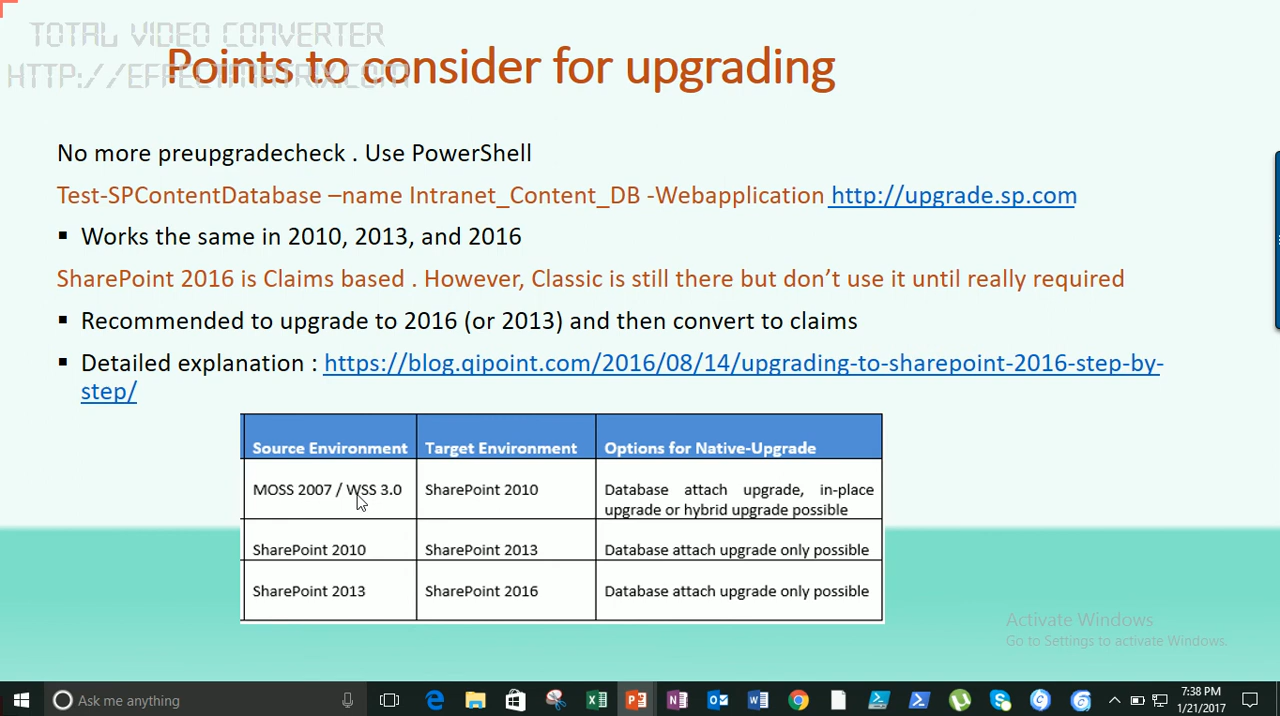 TOTAL VIDEO CONVERTER
HTTP://EFFECTMATRIX.COM
Points to consider for upgrading
No more preupgradecheck . Use PowerShell
Test-SPContentDatabase –name Intranet_Content_DB -Webapplication http://upgrade.sp.com
▪ Works the same in 2010, 2013, and 2016
SharePoint 2016 is Claims based . However, Classic is still there but don’t use it until really required
▪ Recommended to upgrade to 2016 (or 2013) and then convert to claims
▪ Detailed explanation : https://blog.qipoint.com/2016/08/14/upgrading-to-sharepoint-2016-step-by-
step/
Source Environment Target Environment Options for Native-Upgrade
MOSS 2007 / WSS 3.0 SharePoint 2010 Database attach upgrade, in-place
upgrade or hybrid upgrade possible
SharePoint 2010 SharePoint 2013 Database attach upgrade only possible
SharePoint 2013 SharePoint 2016 Database attach upgrade only possible
Activate Windows
Go to Settings to activate Windows.
Ask me anything
7:38 PM
1/21/2017